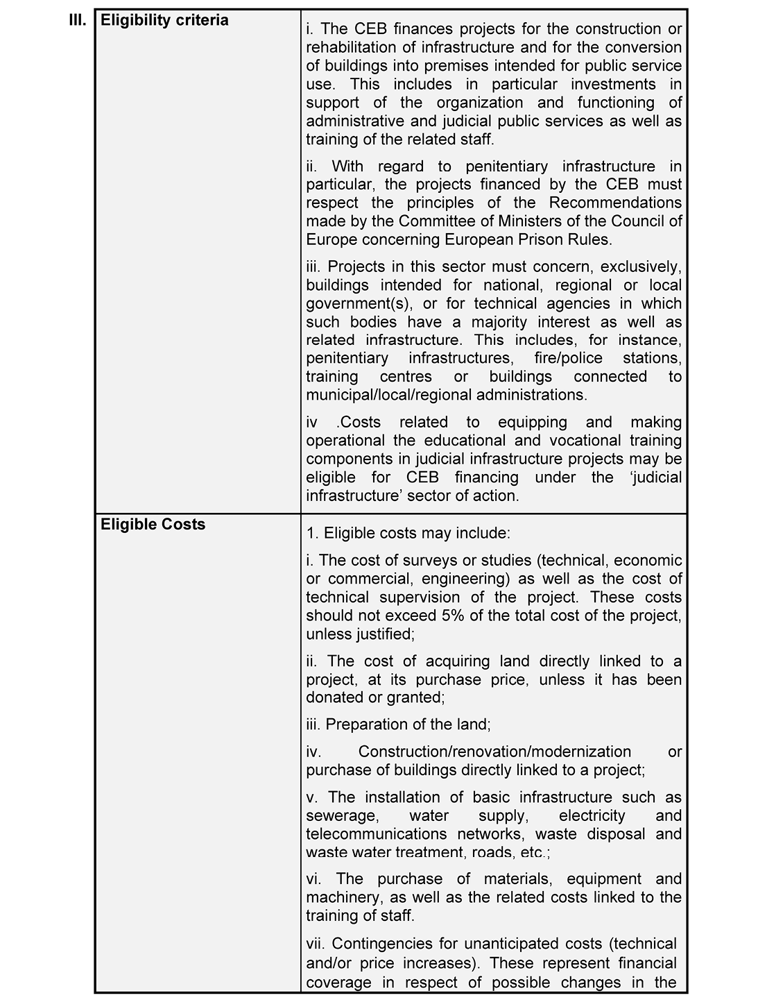 III. Eligibility criteria
i. The CEB finances projects for the construction or
rehabilitation of infrastructure and for the conversion
of buildings into premises intended for public service
use. This includes in particular investments in
support of the organization and functioning of
administrative and judicial public services as well as
training of the related staff.
ii. With regard to penitentiary infrastructure in
particular, the projects financed by the CEB must
respect the principles of the Recommendations
made by the Committee of Ministers of the Council of
Europe concerning European Prison Rules.
iii. Projects in this sector must concern, exclusively,
buildings intended for national, regional or local
government(s), or for technical agencies in which
such bodies have a majority interest as well as
related infrastructure. This includes, for instance,
penitentiary infrastructures, fire/police stations,
training centres or buildings connected to
municipal/local/regional administrations.
iv .Costs related to equipping and making
operational the educational and vocational training
components in judicial infrastructure projects may be
eligible for CEB financing under the ‘judicial
infrastructure’ sector of action.
Eligible Costs
1. Eligible costs may include:
i. The cost of surveys or studies (technical, economic
or commercial, engineering) as well as the cost of
technical supervision of the project. These costs
should not exceed 5% of the total cost of the project,
unless justified;
ii. The cost of acquiring land directly linked to a
project, at its purchase price, unless it has been
donated or granted;
iii. Preparation of the land;
iv. Construction/renovation/modernization or
purchase of buildings directly linked to a project;
v. The installation of basic infrastructure such as
sewerage, water supply, electricity and
telecommunications networks, waste disposal and
waste water treatment, roads, etc.;
vi. The purchase of materials, equipment and
machinery, as well as the related costs linked to the
training of staff.
vii. Contingencies for unanticipated costs (technical
and/or price increases). These represent financial
coverage in respect of possible changes in the